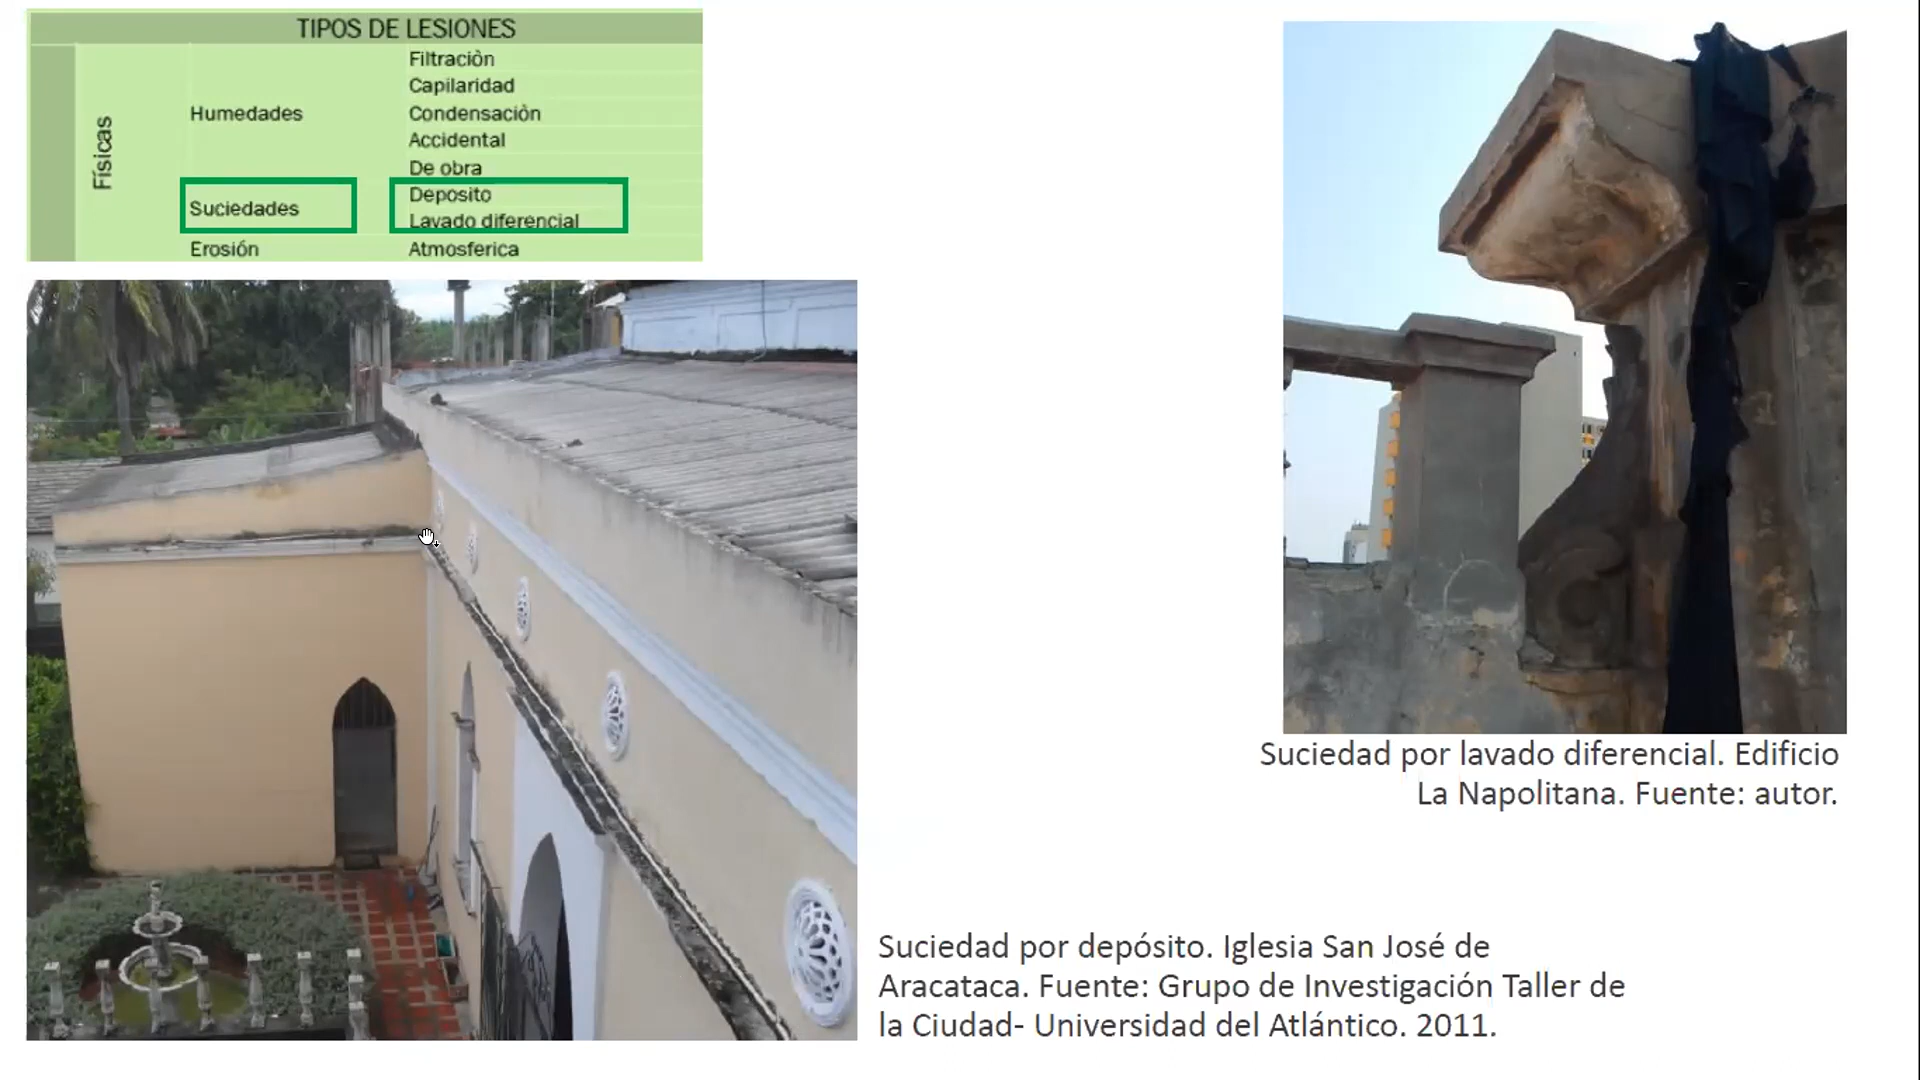 TIPOS DE LESIONES
Físicas
Humedades
Filtraciòn
Capilaridad
Condensaciòn
Accidental
De obra
Suciedades
Deposito
Lavado diferencial
Erosión
Atmosferica
Suciedad por lavado diferencial. Edificio
La Napolitana. Fuente: autor.
Suciedad por depósito. Iglesia San José de
Aracataca. Fuente: Grupo de Investigación Taller de
la Ciudad- Universidad del Atlántico. 2011.